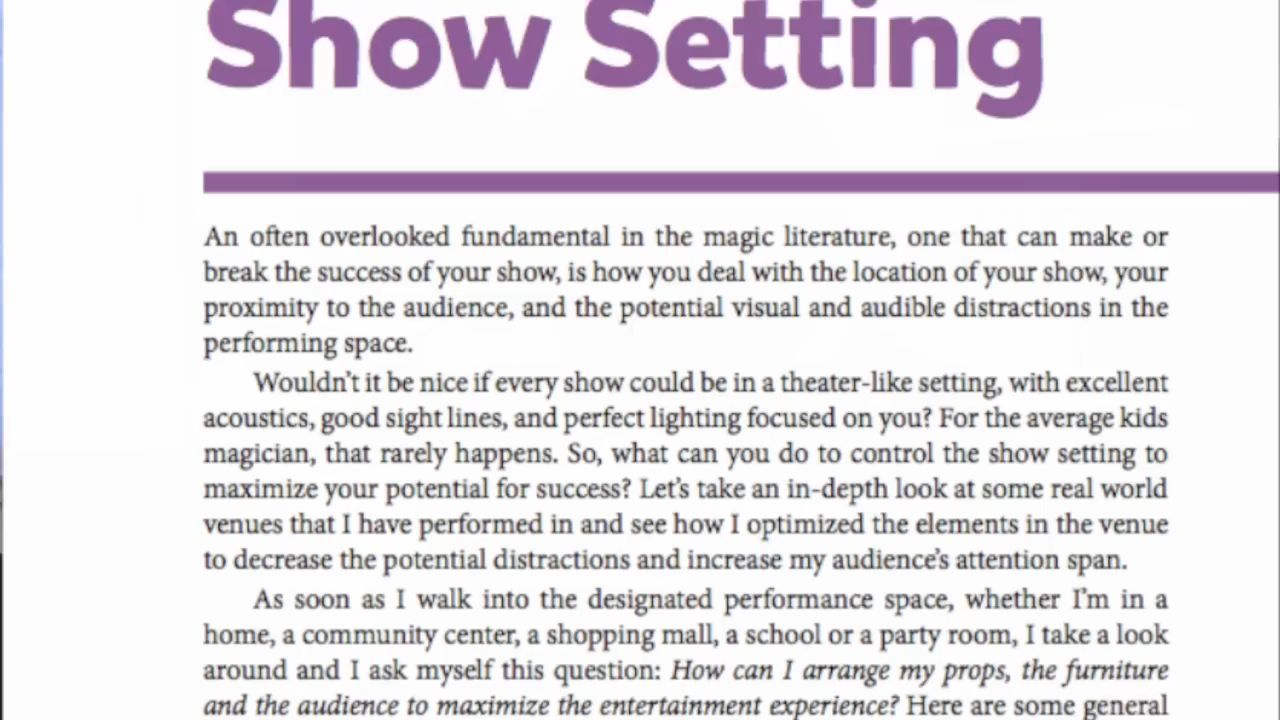 Show Setting
An often overlooked fundamental in the magic literature, one that can make or
break the success of your show, is how you deal with the location of your show, your
proximity to the audience, and the potential visual and audible distractions in the
performing space.
Wouldn't it be nice if every show could be in a theater-like setting, with excellent
acoustics, good sight lines, and perfect lighting focused on you? For the average kids
magician, that rarely happens. So, what can you do to control the show setting to
maximize your potential for success? Let's take an in-depth look at some real world
venues that I have performed in and see how I optimized the elements in the venue
to decrease the potential distractions and increase my audience's attention span.
As soon as I walk into the designated performance space, whether I'm in a
home, a community center, a shopping mall, a school or a party room, I take a look
around and I ask myself this question: How can I arrange my props, the furniture
and the audience to maximize the entertainment experience? Here are some general